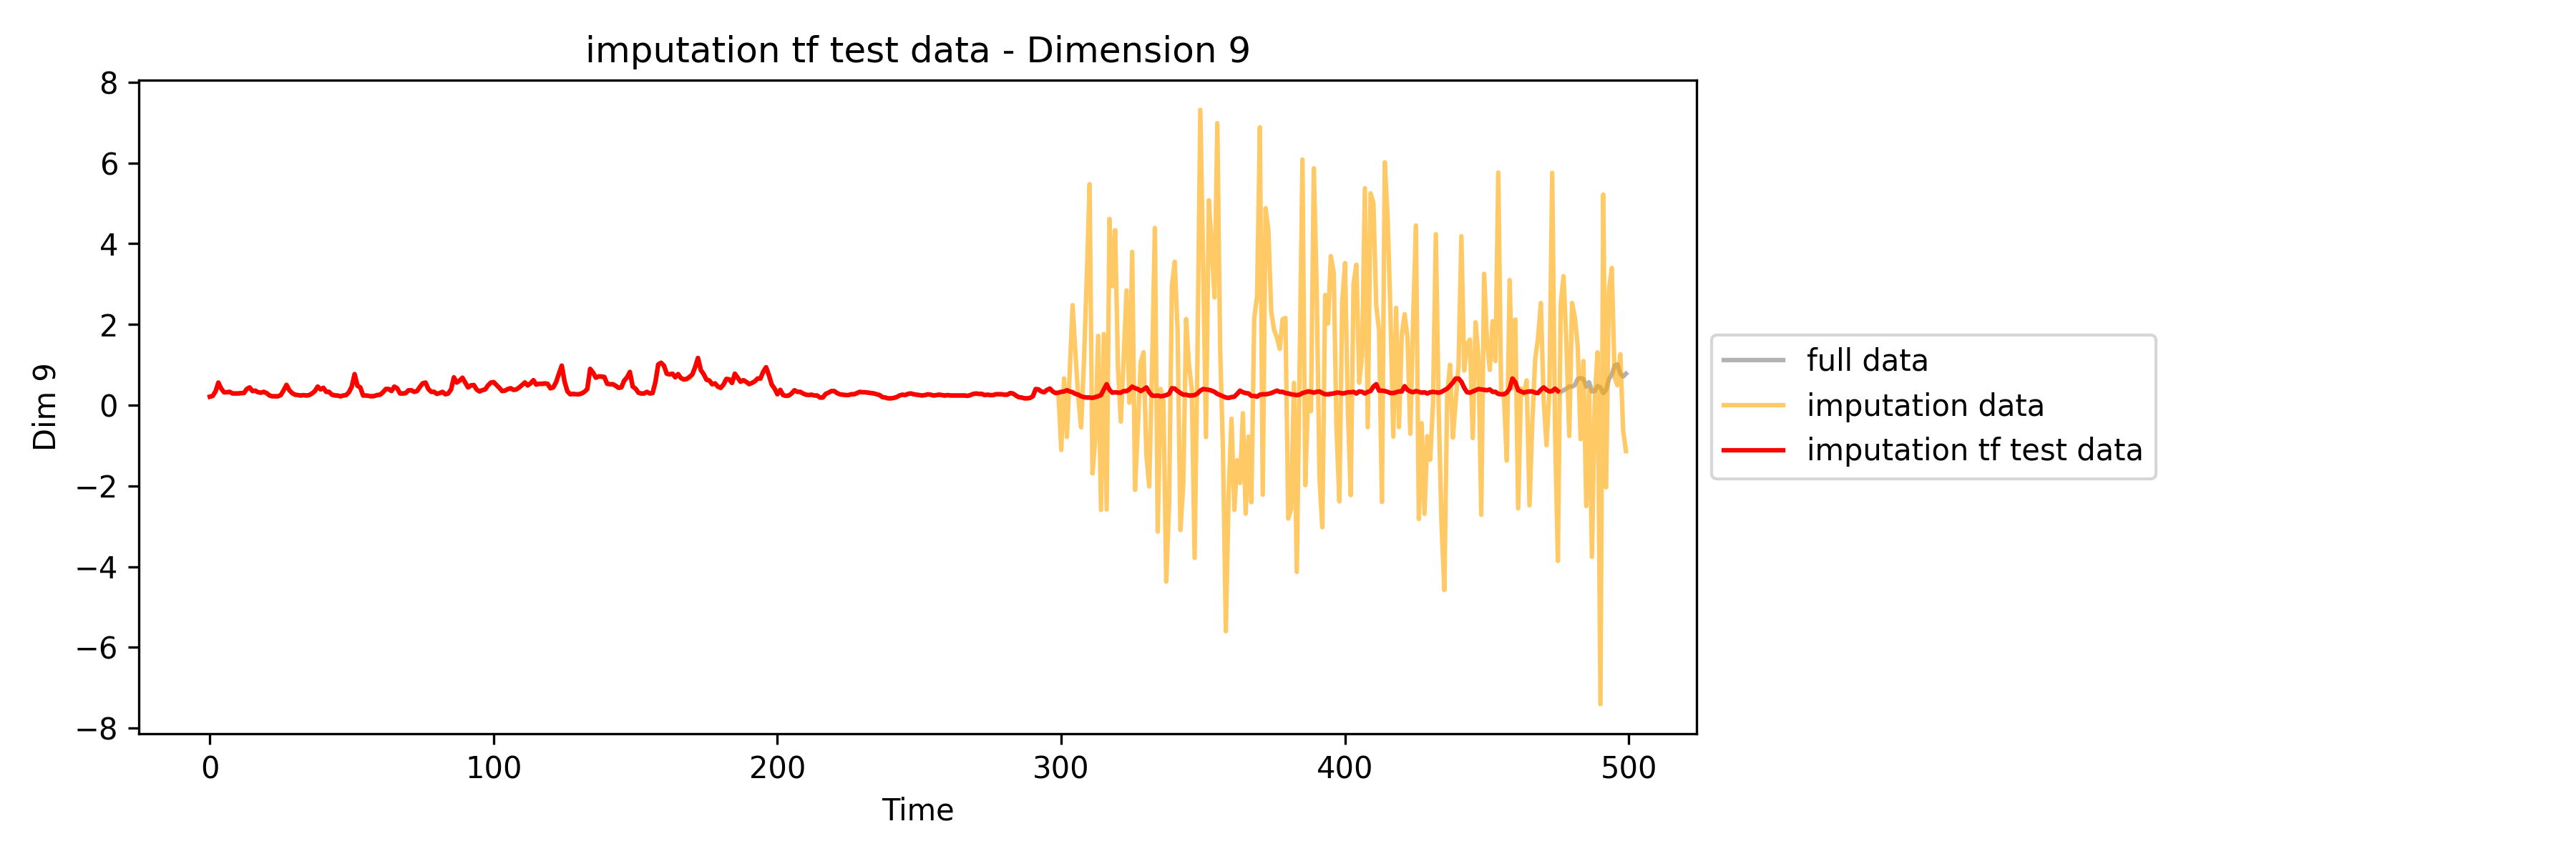 imputation tf test data - Dimension 9
8
6
4
2
0
−2
−4
−6
−8
Dim 9
0 100 200 300 400 500
Time
full data
imputation data
imputation tf test data